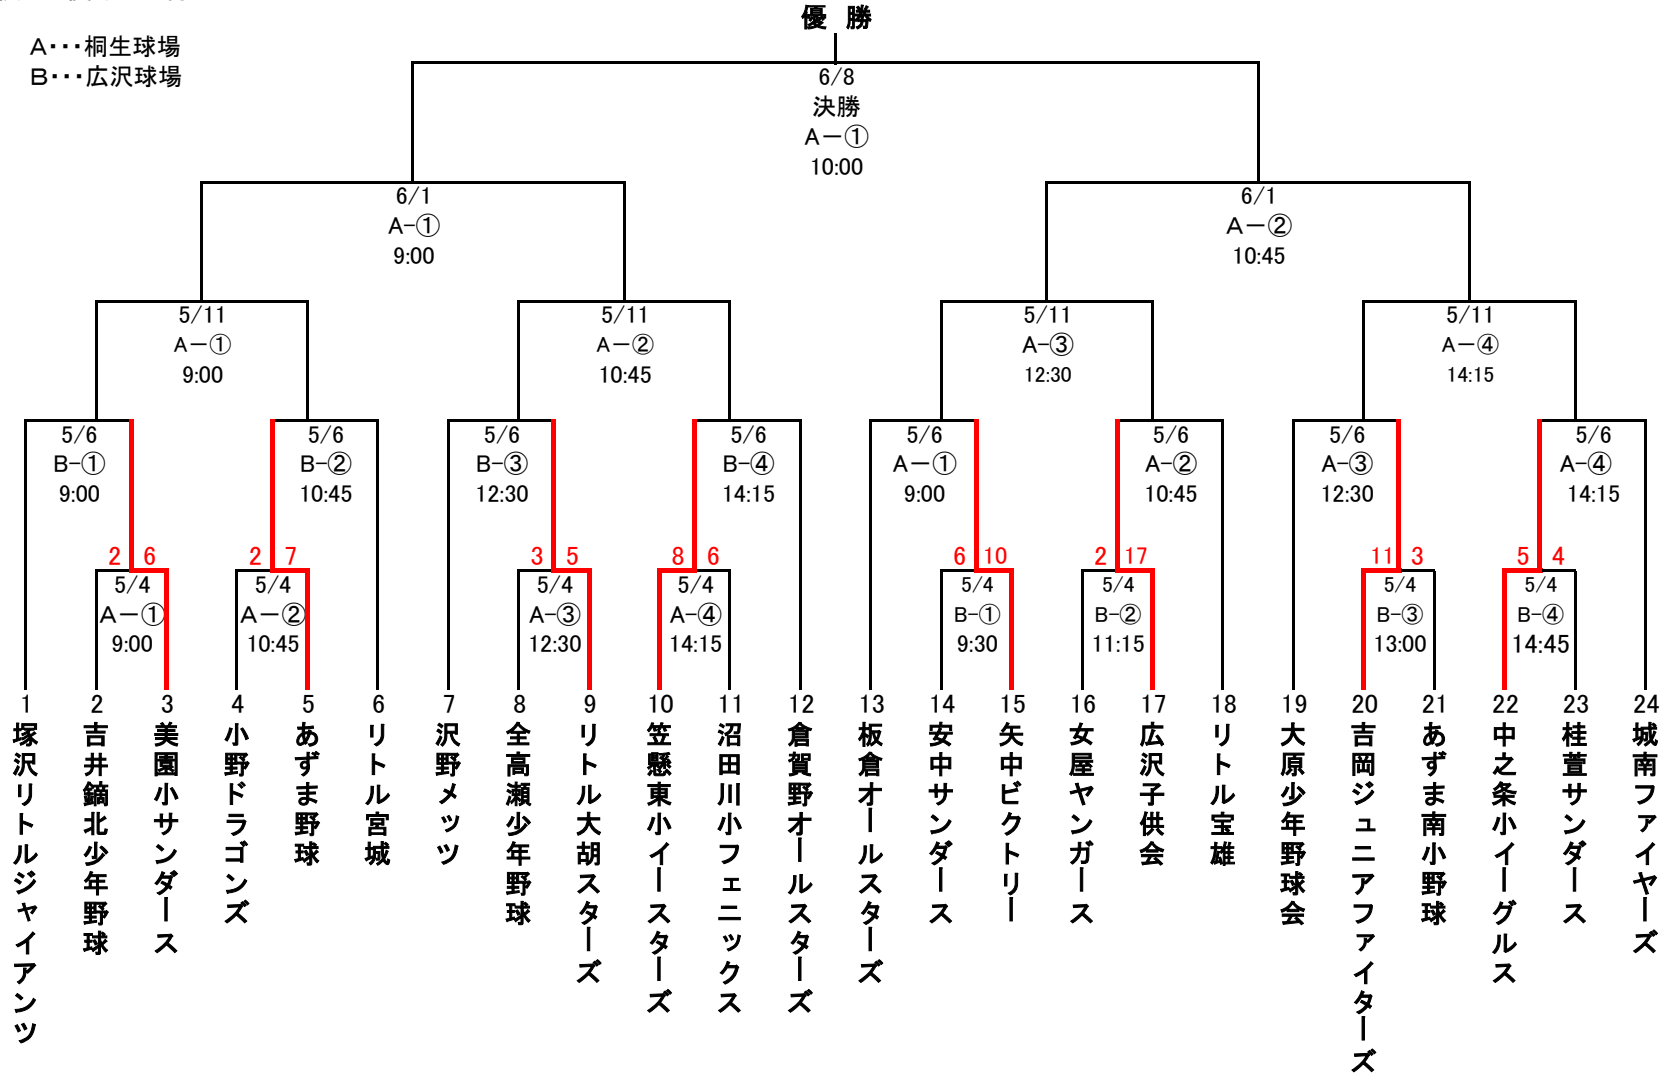 優 勝
A・・・桐生球場
B・・・広沢球場
6/8
決勝
A－①
10:00
6/1
A-①
9:00
6/1
A－②
10:45
5/11
A－①
9:00
5/11
A－②
10:45
5/11
A-③
12:30
5/11
A－④
14:15
5/6
B-①
9:00
5/6
B-②
10:45
5/6
B-③
12:30
5/6
B-④
14:15
5/6
A－①
9:00
5/6
A-②
10:45
5/6
A-③
12:30
5/6
A-④
14:15
2 6
5/4
A－①
9:00
2 7
5/4
A－②
10:45
3 5
5/4
A-③
12:30
8 6
5/4
A-④
14:15
6 10
5/4
B-①
9:30
2 17
5/4
B-②
11:15
11 3
5/4
B-③
13:00
5 4
5/4
B-④
14:45
1
塚沢リトルジャイアンツ
2
吉井鏑北少年野球
3
美園小サンダース
4
小野ドラゴンズ
5
あずま野球
6
リトル宮城
7
沢野メッツ
8
全高瀬少年野球
9
リトル大胡スターズ
10
笠懸東小イースターズ
11
沼田川小フェニックス
12
倉賀野オールスターズ
13
板倉オールスターズ
14
安中サンダース
15
矢中ビクトリー
16
女屋ヤンガース
17
広沢子供会
18
リトル宝雄
19
大原少年野球会
20
吉岡ジュニアファイターズ
21
あずま南小野球
22
中之条小イーグルス
23
桂萱サンダース
24
城南ファイヤーズ